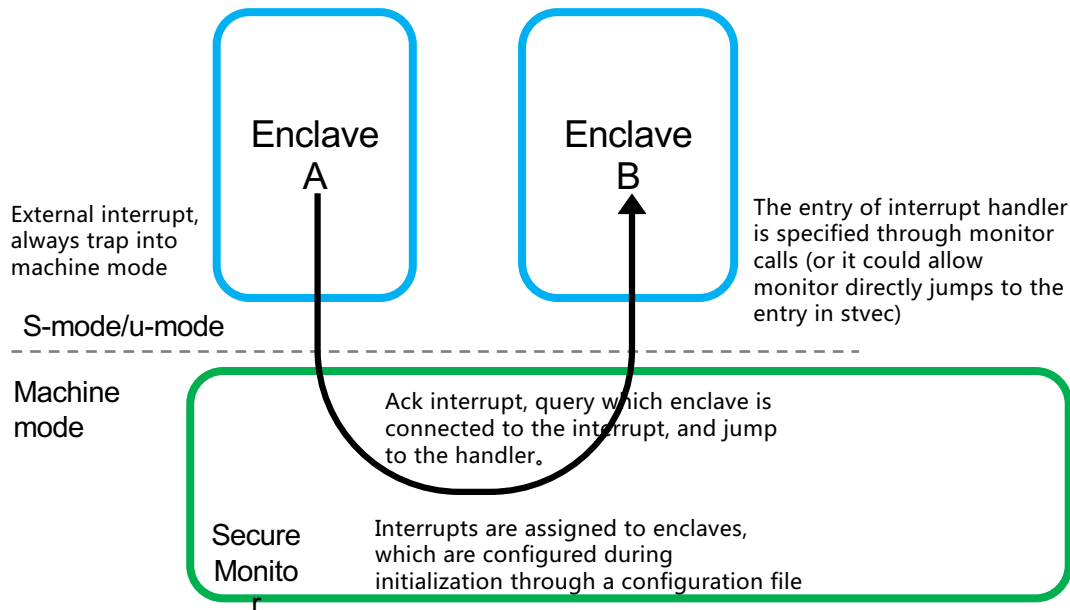 Enclave
A
Enclave
B
External interrupt,
always trap into
machine mode
The entry of interrupt handler
is specified through monitor
calls (or it could allow
monitor directly jumps to the
entry in stvec)
S-mode/u-mode
Machine
mode
Ack interrupt, query which enclave is
connected to the interrupt, and jump
to the handler。
Secure
Monito
r
Interrupts are assigned to enclaves,
which are configured during
initialization through a configuration file